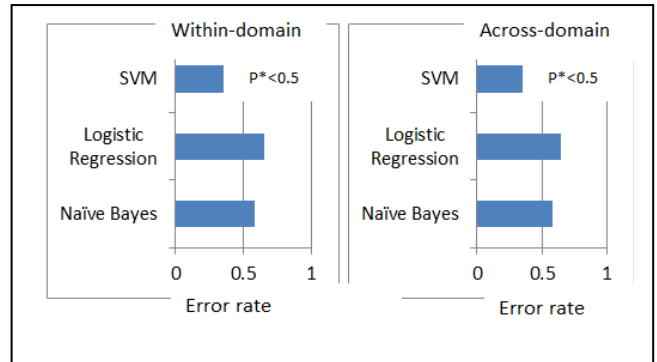 Within-domain
SVM
P*<0.5
Logistic
Regression
Naïve Bayes
0
0.5
1
Error rate
Across-domain
SVM
P*<0.5
Logistic
Regression
Naïve Bayes
0
0.5
1
Error rate